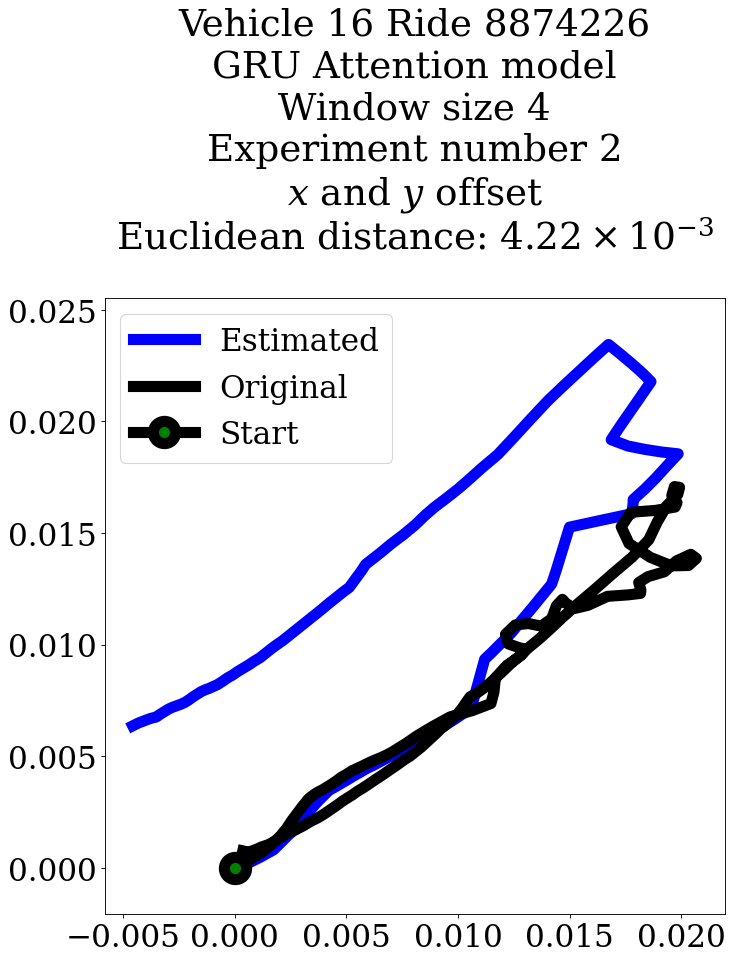 Vehicle 16 Ride 8874226
GRU Attention model
Window size 4
Experiment number 2
x and y offset
Euclidean distance: 4.22 × 10⁻³
Estimated
Original
Start
0.025
0.020
0.015
0.010
0.005
0.000
−0.005 0.000 0.005 0.010 0.015 0.020